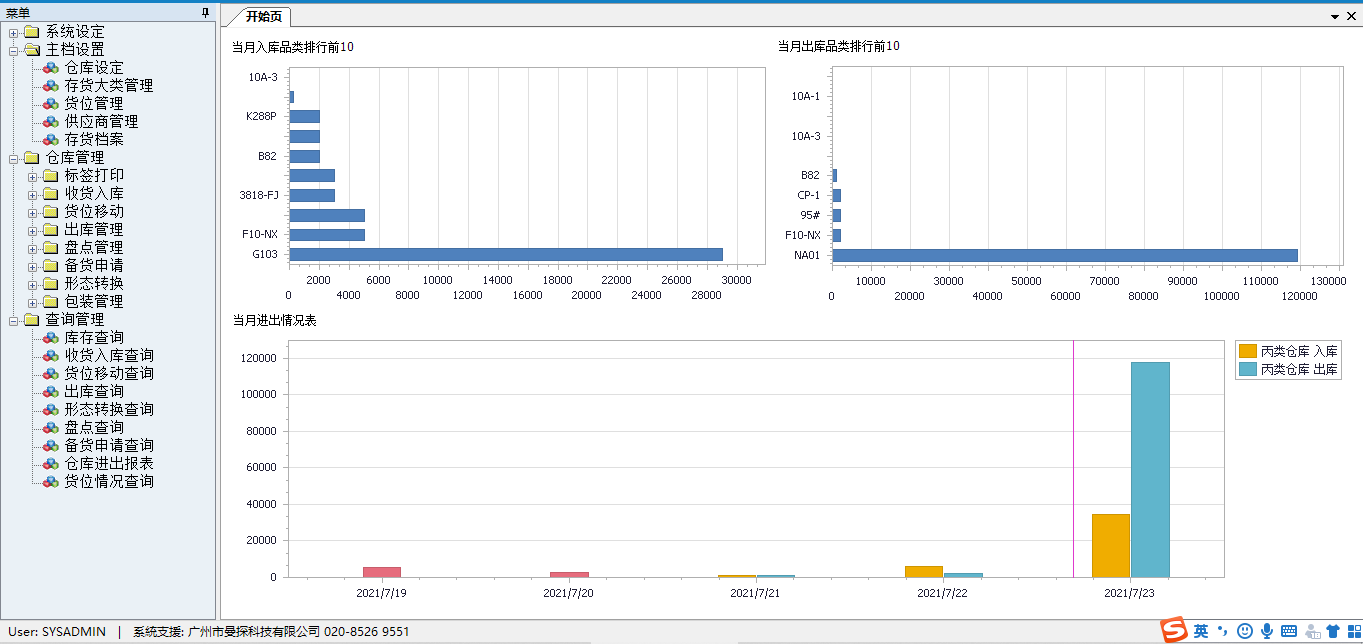 菜单
系统设定
主档设置
仓库设定
存货大类管理
货位管理
供应商管理
存货档案
仓库管理
标签打印
收货入库
货位移动
出库管理
盘点管理
备货申请
形态转换
包装管理
查询管理
库存查询
收货入库查询
货位移动查询
出库查询
形态转换查询
盘点查询
备货申请查询
仓库进出报表
货位情况查询
开始页
当月入库品类排行前10
10A-3
K288P
B82
3818-FJ
F10-NX
G103
2000 6000 10000 14000 18000 22000 26000 30000
0 4000 8000 12000 16000 20000 24000 28000
当月出库品类排行前10
10A-1
10A-3
B82
CP-1
95#
F10-NX
NA01
10000 30000 50000 70000 90000 110000 130000
0 20000 40000 60000 80000 100000 120000
当月进出情况表
120000
100000
80000
60000
40000
20000
0
2021/7/19 2021/7/20 2021/7/21 2021/7/22 2021/7/23
丙类仓库 入库
丙类仓库 出库
User: SYSADMIN | 系统支援: 广州市曼探科技有限公司 020-8526 9551
英